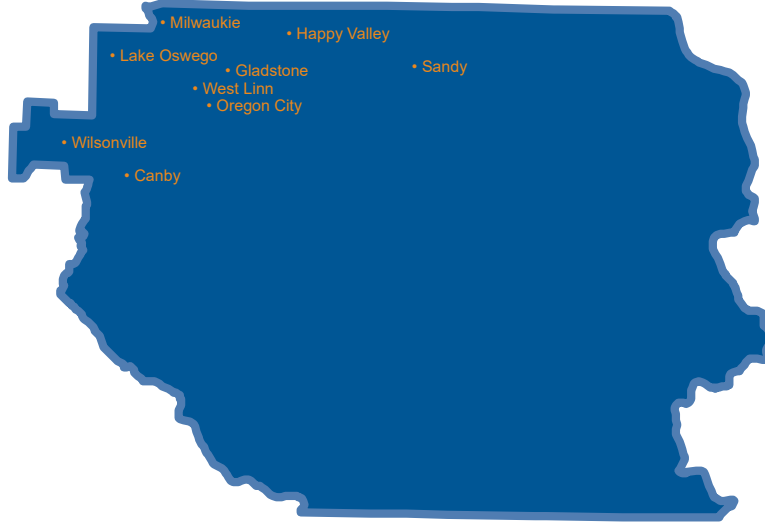 • Milwaukie
• Happy Valley
• Lake Oswego
• Sandy
• Gladstone
• West Linn
• Oregon City
• Wilsonville
• Canby